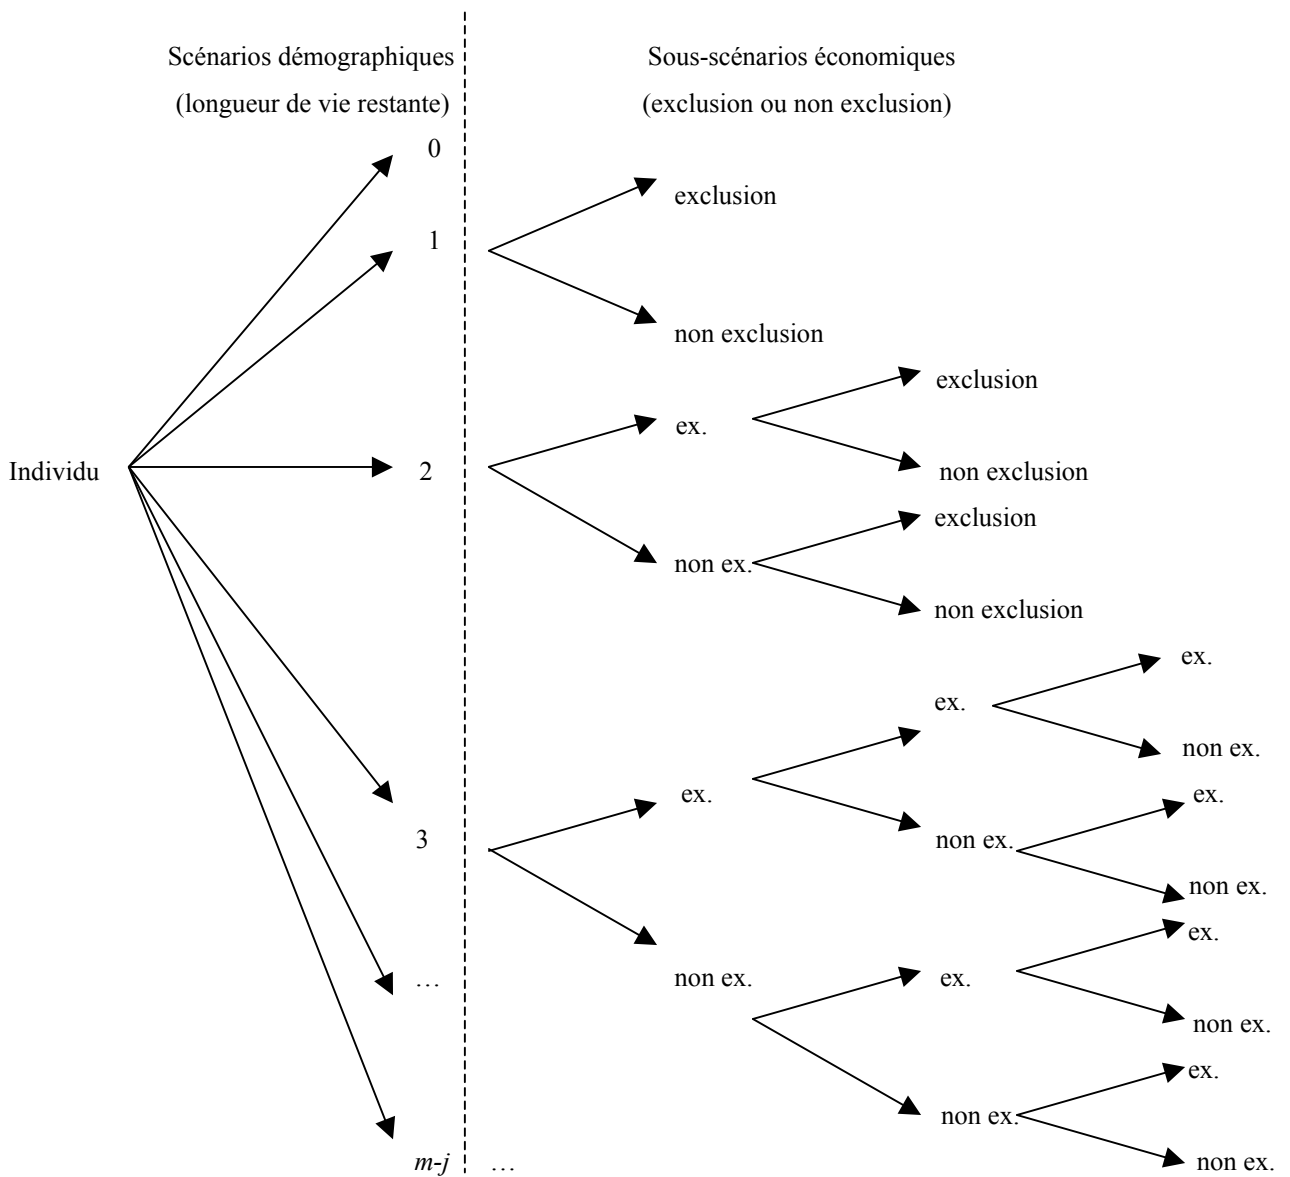 Scénarios démographiques
(longueur de vie restante)
Sous-scénarios économiques
(exclusion ou non exclusion)
Individu
0
1
exclusion
non exclusion
2
ex.
exclusion
non exclusion
non ex.
exclusion
non exclusion
3
ex.
ex.
ex.
non ex.
non ex.
ex.
non ex.
non ex.
ex.
ex.
non ex.
non ex.
ex.
non ex.
…
m-j
…